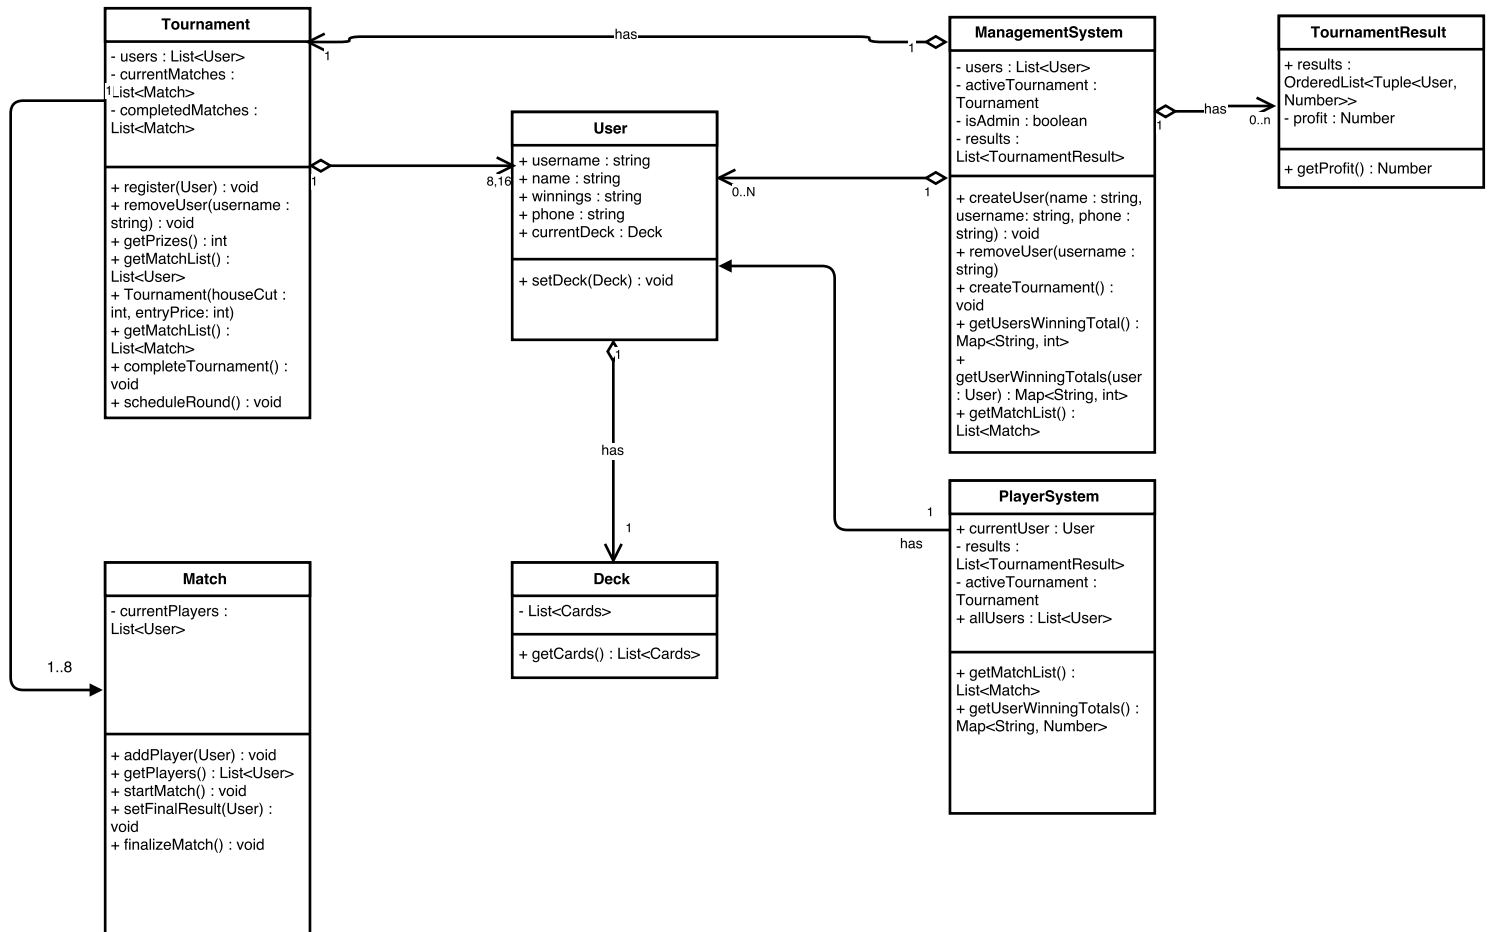 Tournament
- users : List<User>
- currentMatches :
List<Match>
- completedMatches :
List<Match>
+ register(User) : void
+ removeUser(username :
string) : void
+ getPrizes() : int
+ getMatchList() :
List<User>
+ Tournament(houseCut :
int, entryPrice: int)
+ getMatchList() :
List<Match>
+ completeTournament() :
void
+ scheduleRound() : void
1
1
8,16
has
1
1
User
+ username : string
+ name : string
+ winnings : string
+ phone : string
+ currentDeck : Deck
+ setDeck(Deck) : void
0..N
1
ManagementSystem
- users : List<User>
- activeTournament :
Tournament
- isAdmin : boolean
- results :
List<TournamentResult>
+ createUser(name : string,
username: string, phone :
string) : void
+ removeUser(username :
string)
+ createTournament() :
void
+ getUsersWinningTotal() :
Map<String, int>
+
getUserWinningTotals(user
: User) : Map<String, int>
+ getMatchList() :
List<Match>
1
has
0..n
TournamentResult
+ results :
OrderedList<Tuple<User,
Number>>
- profit : Number
+ getProfit() : Number
1
has
1
1
has
PlayerSystem
+ currentUser : User
- results :
List<TournamentResult>
- activeTournament :
Tournament
+ allUsers : List<User>
+ getMatchList() :
List<Match>
+ getUserWinningTotals() :
Map<String, Number>
Deck
- List<Cards>
+ getCards() : List<Cards>
1..8
Match
- currentPlayers :
List<User>
+ addPlayer(User) : void
+ getPlayers() : List<User>
+ startMatch() : void
+ setFinalResult(User) :
void
+ finalizeMatch() : void